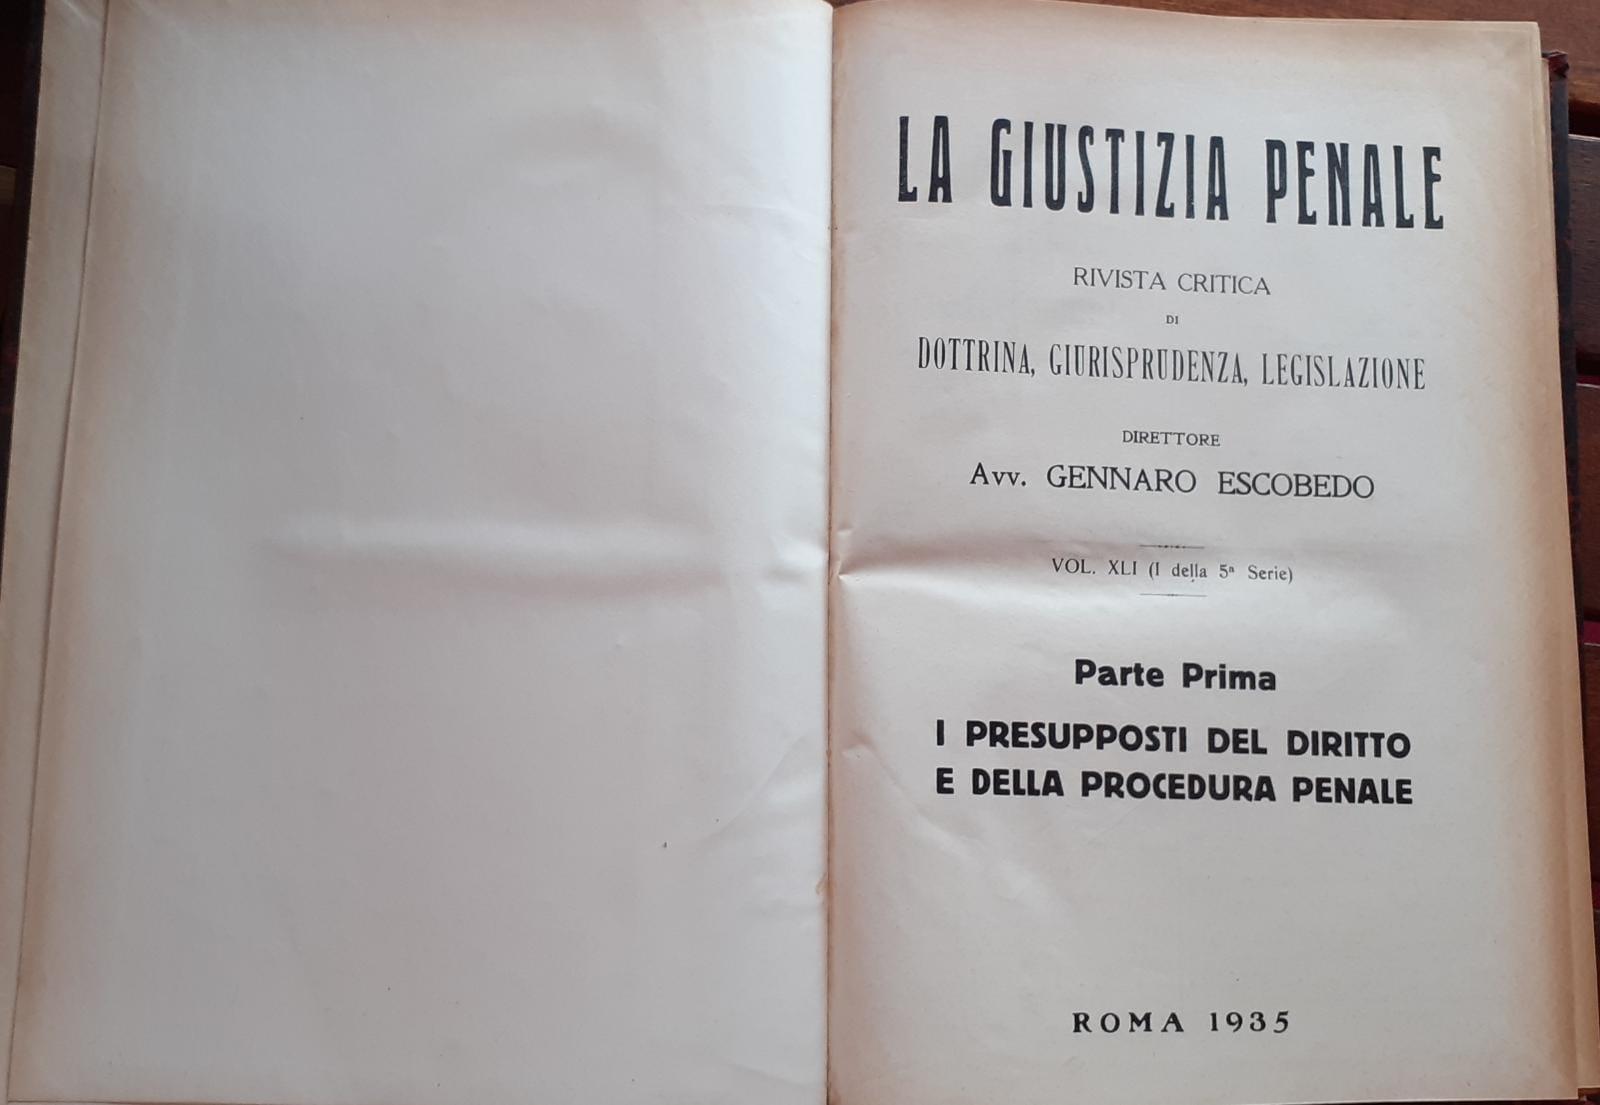 LA GIUSTIZIA PENALE
RIVISTA CRITICA
DI
DOTTRINA, GIURISPRUDENZA, LEGISLAZIONE
DIRETTORE
Avv. GENNARO ESCOBEDO
VOL. XLI (I della 5ª Serie)
Parte Prima
I PRESUPPOSTI DEL DIRITTO
E DELLA PROCEDURA PENALE
ROMA 1935